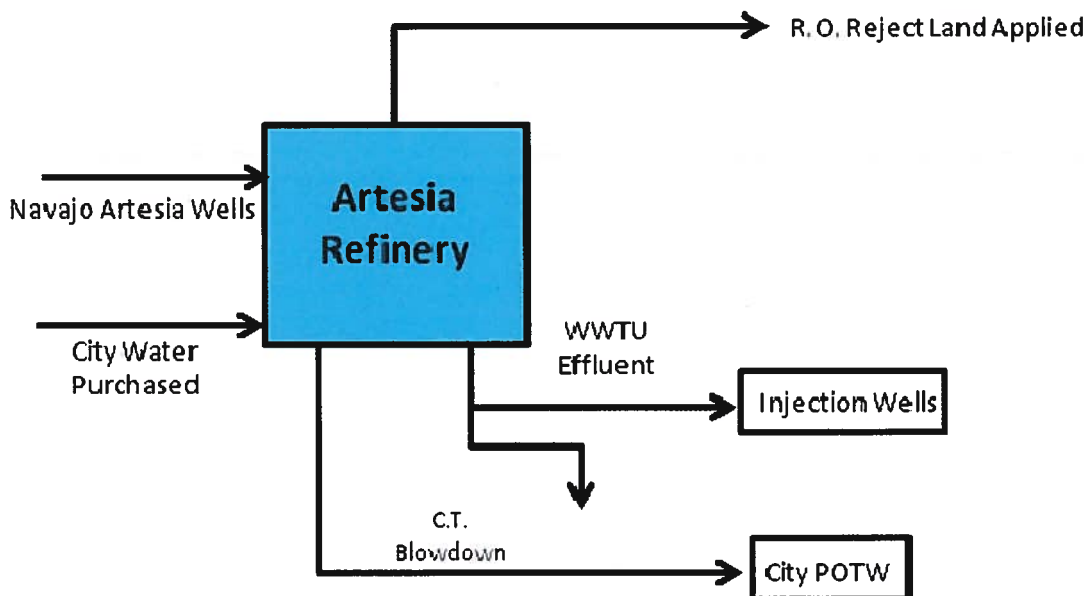 R.O. Reject Land Applied
Navajo Artesia Wells
Artesia
Refinery
City Water
Purchased
WWTU
Effluent
Injection Wells
C.T.
Blowdown
City POTW